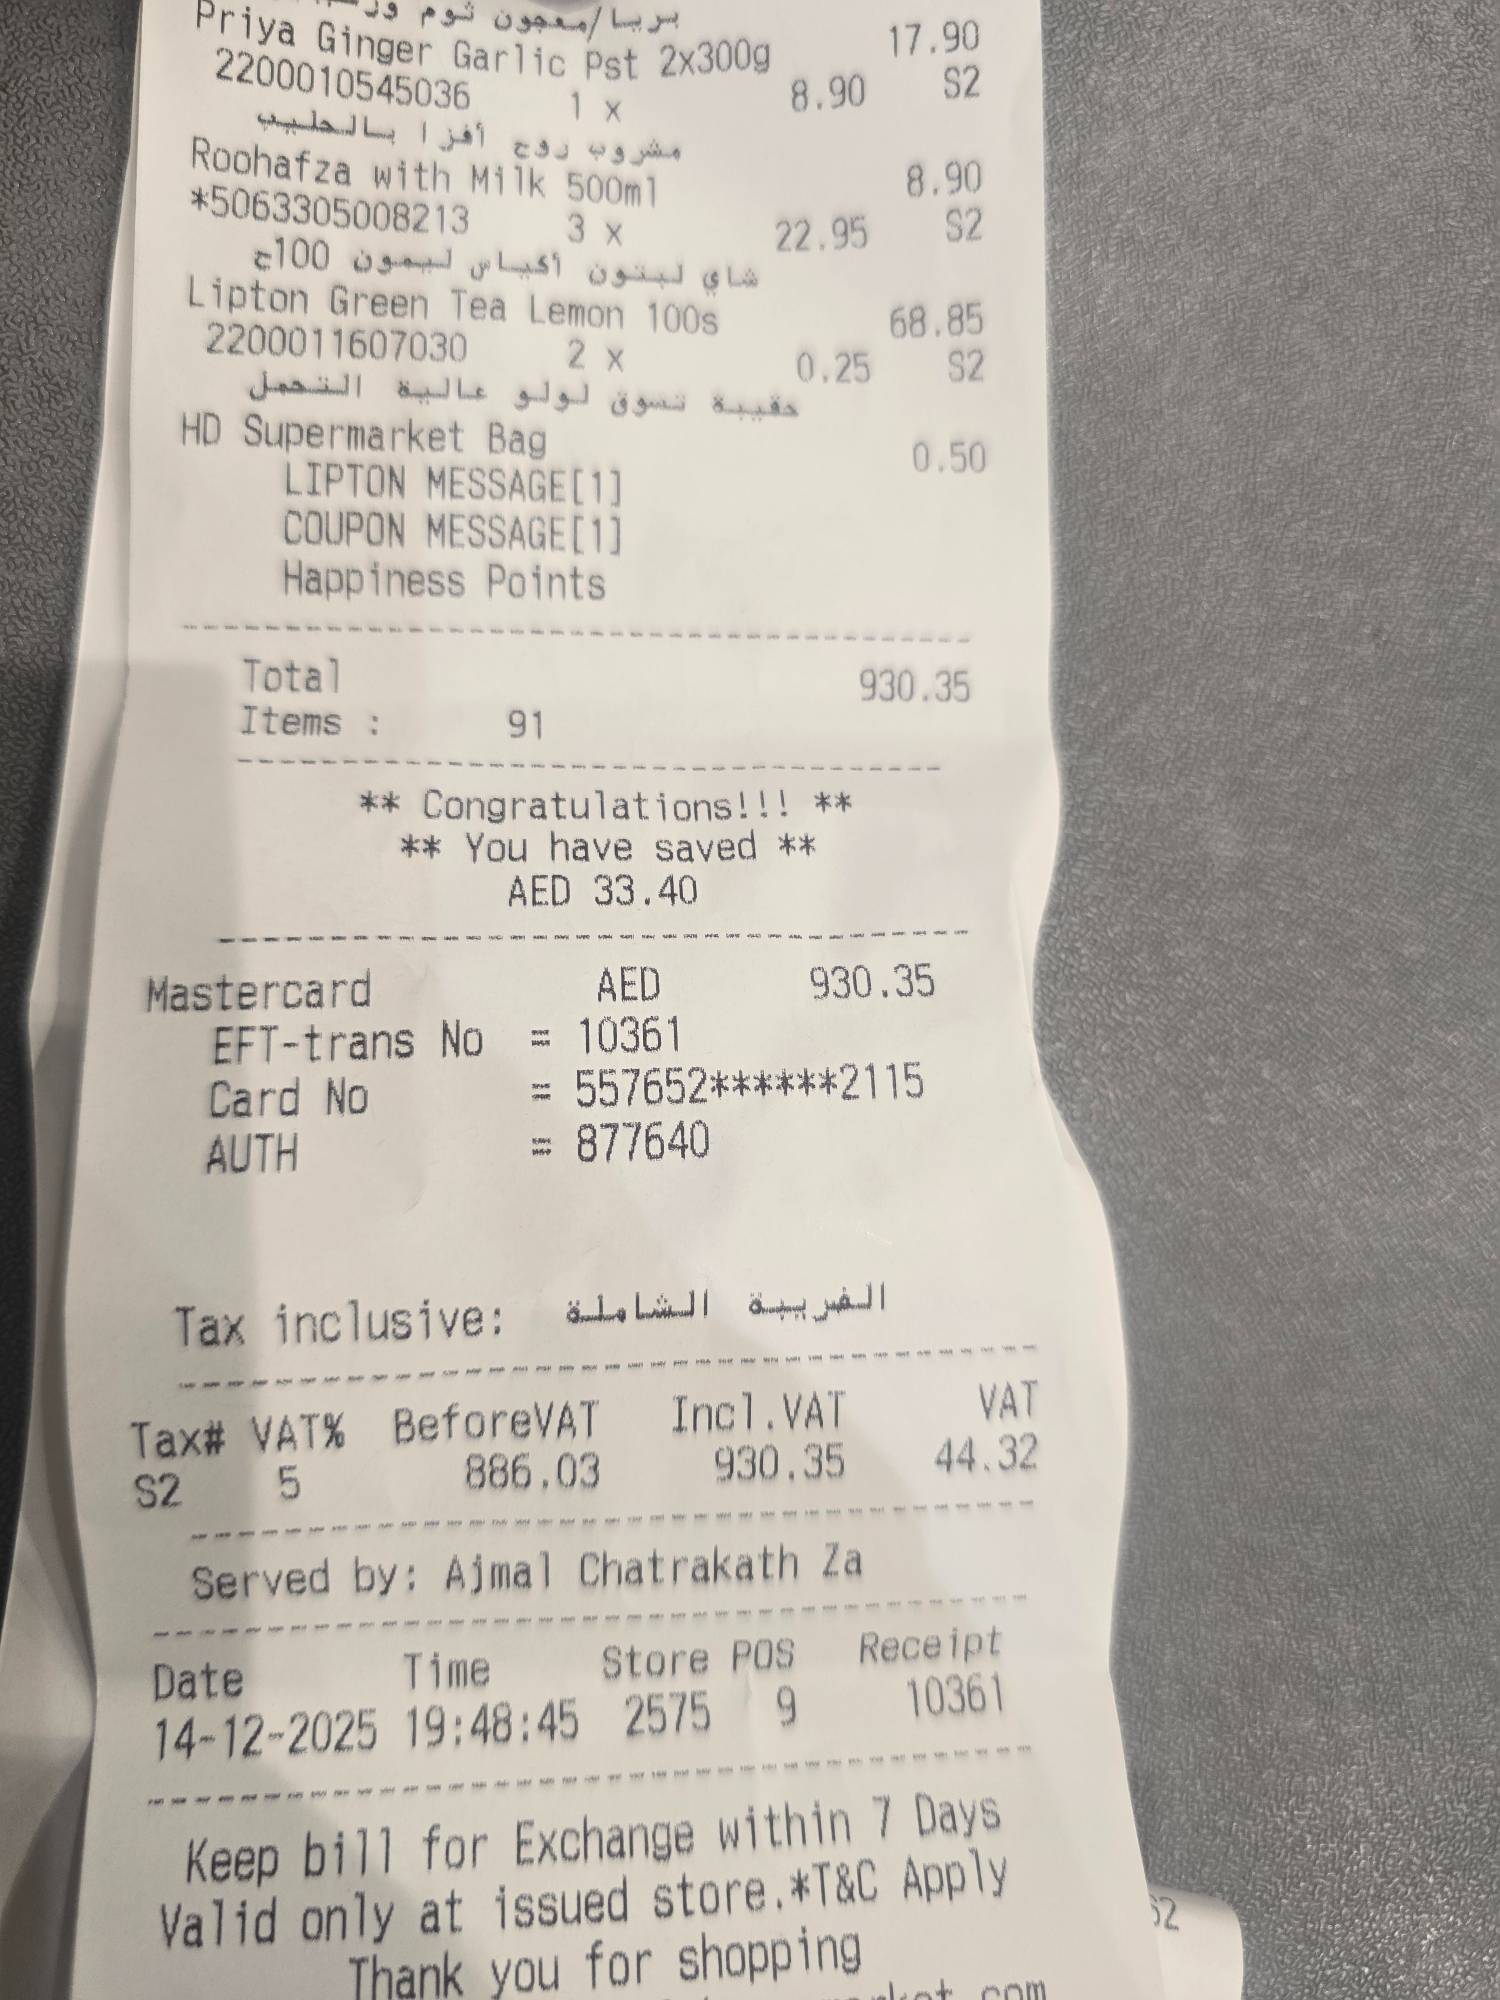 بريا/معجون ثوم
Priya Ginger Garlic Pst 2x300g 17.90
2200010545036 1 x 8.90 S2
مشروب روح أفزا بالحليب
Roohafza with Milk 500ml 8.90
*5063305008213 3 x 22.95 S2
شاي لبتون أكياس ليمون 100ح
Lipton Green Tea Lemon 100s 68.85
2200011607030 2 x 0.25 S2
حقيبة تسوق لولو عالية التحمل
HD Supermarket Bag 0.50
LIPTON MESSAGE[1]
COUPON MESSAGE[1]
Happiness Points
Total 930.35
Items : 91
** Congratulations!!! **
** You have saved **
AED 33.40
Mastercard AED 930.35
EFT-trans No = 10361
Card No = 557652******2115
AUTH = 877640
Tax inclusive: الضريبة الشاملة
Tax# VAT% BeforeVAT Incl.VAT VAT
S2 5 886.03 930.35 44.32
Served by: Ajmal Chatrakath Za
Date Time Store POS Receipt
14-12-2025 19:48:45 2575 9 10361
Keep bill for Exchange within 7 Days
Valid only at issued store.*T&C Apply
Thank you for shopping